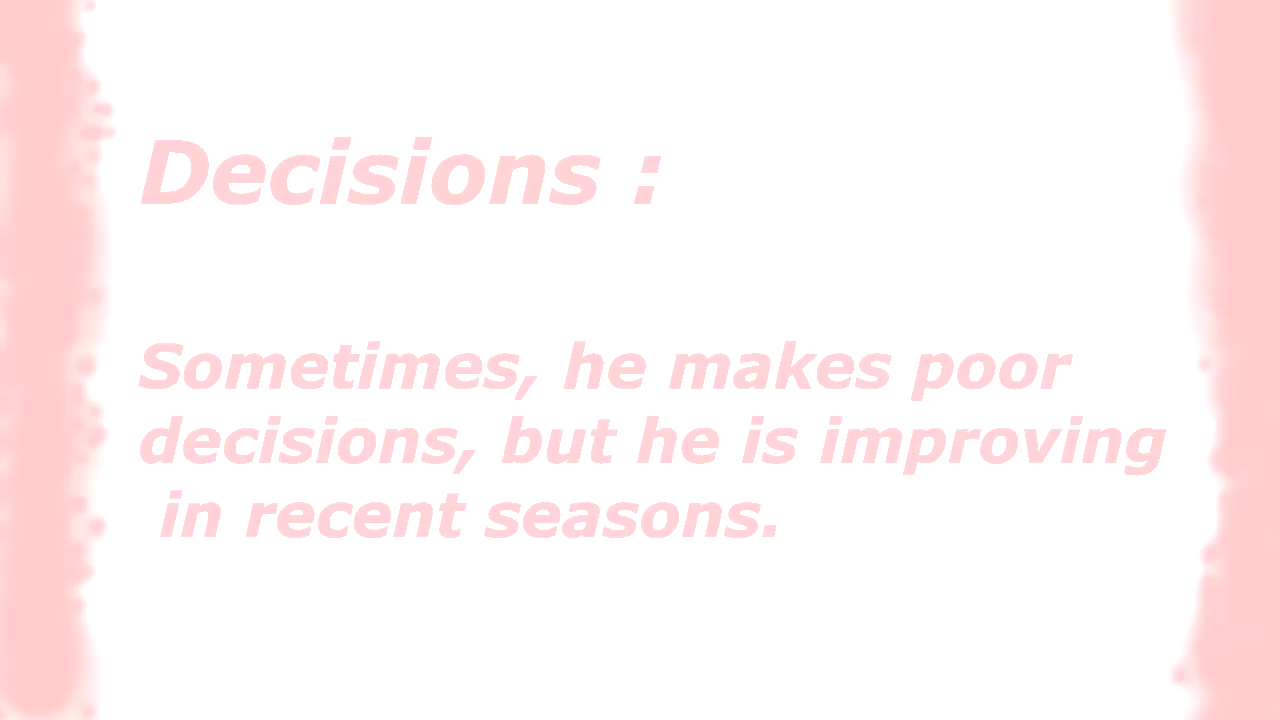 Decisions :
Sometimes, he makes poor
decisions, but he is improving
in recent seasons.